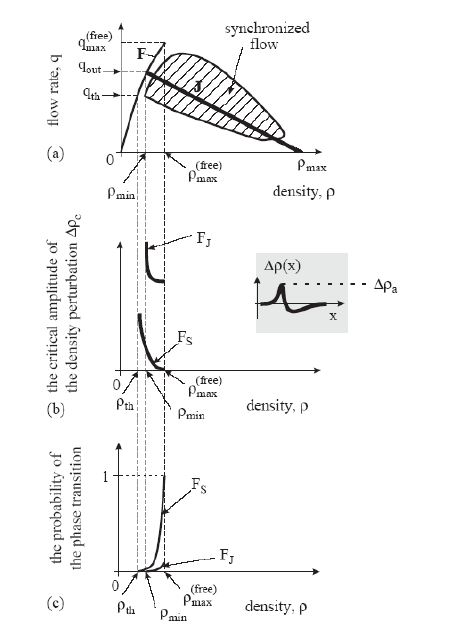 q_max^(free)
synchronized
flow
F
q_out
q_th
J
flow rate, q
(a)
0
ρ_min
ρ_max^(free)
ρ_max
density, ρ
the critical amplitude of
the density perturbation Δρ_c
F_J
Δρ(x)
Δρ_a
x
F_S
(b)
0
ρ_th
ρ_min
ρ_max^(free)
density, ρ
the probability of
the phase transition
1
F_S
F_J
(c)
0
ρ_th
ρ_min
ρ_max^(free)
density, ρ